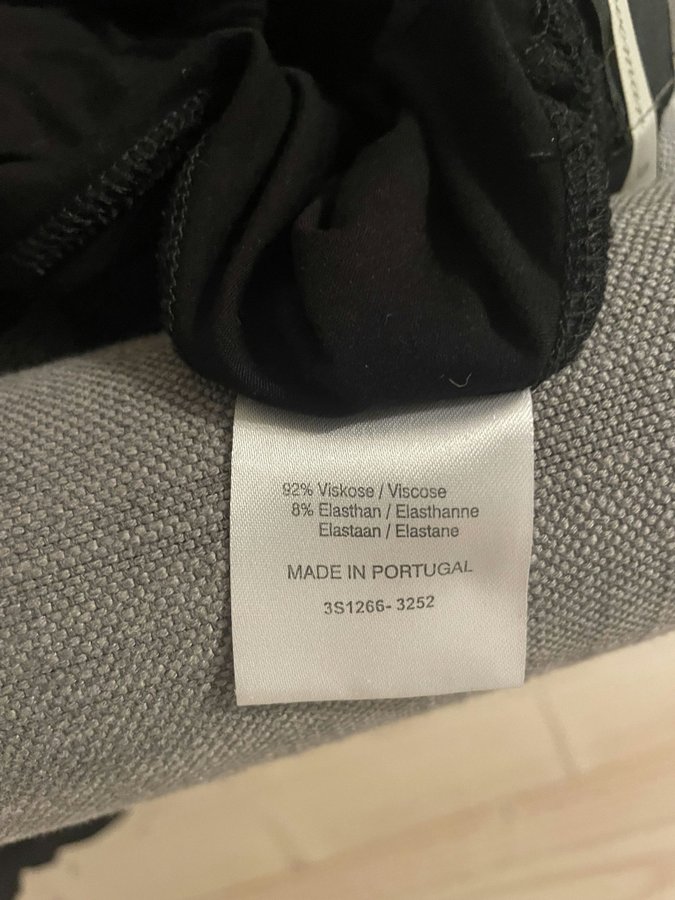 92% Viskose / Viscose
8% Elasthan / Elasthanne
Elastaan / Elastane
MADE IN PORTUGAL
3S1266-3252